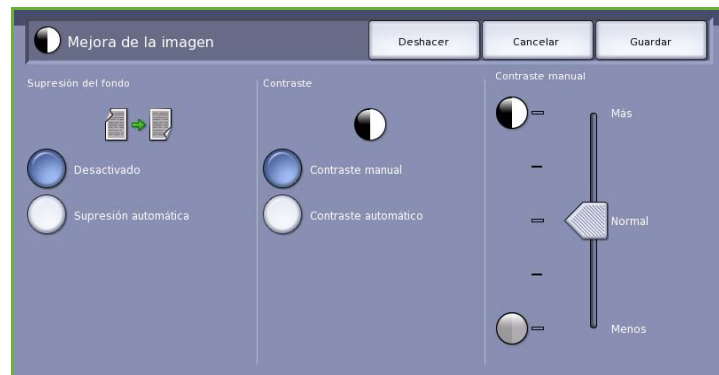 Mejora de la imagen
Deshacer
Cancelar
Guardar
Supresión del fondo
Desactivado
Supresión automática
Contraste
Contraste manual
Contraste automático
Contraste manual
Más
Normal
Menos